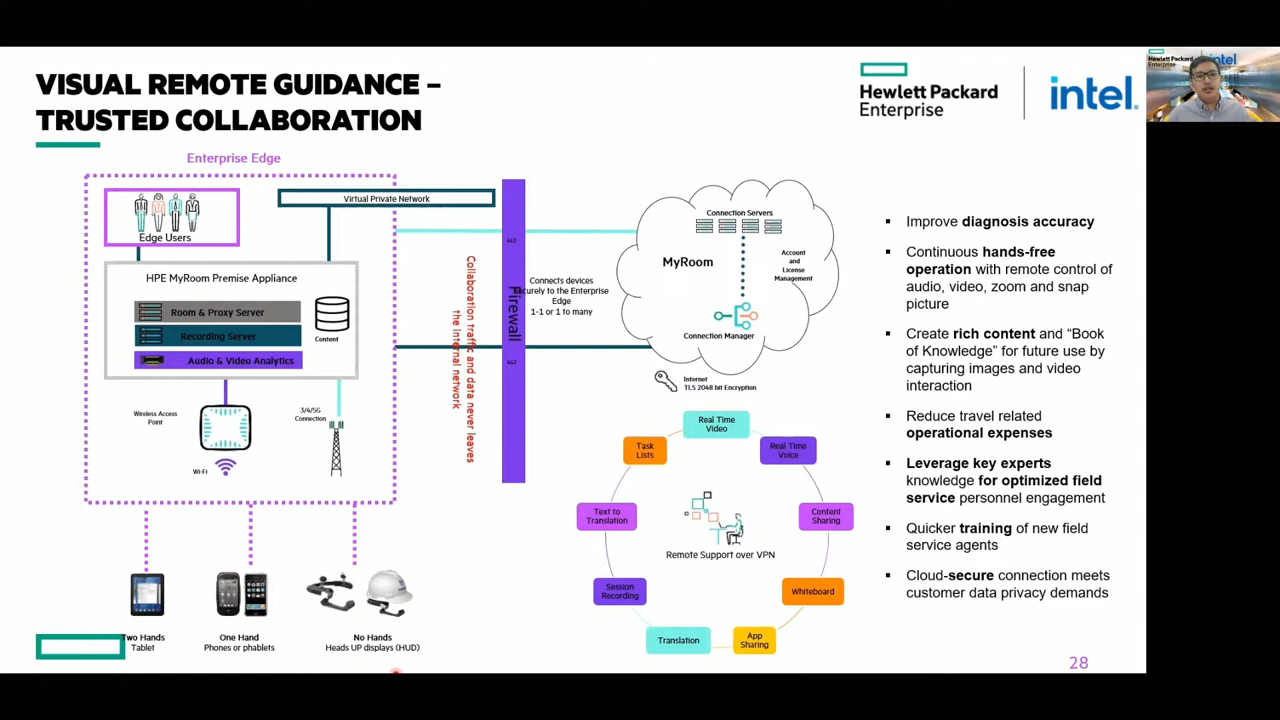 VISUAL REMOTE GUIDANCE –
TRUSTED COLLABORATION
Hewlett Packard
Enterprise
intel.
Hewlett Packard
Enterprise
intel
Enterprise Edge
Edge Users
Virtual Private Network
HPE MyRoom Premise Appliance
Room & Proxy Server
Recording Server
Audio & Video Analytics
Content
Wireless Access
Point
Wi-Fi
3/4/5G
Connection
Collaboration traffic and data never leaves
the internal network
443
Firewall
443
Connects devices
securely to the Enterprise
Edge
1-1 or 1 to many
Connection Servers
MyRoom
Account
and
License
Management
Connection Manager
Internet
TLS 2048 bit Encryption
Real Time
Video
Real Time
Voice
Content
Sharing
Whiteboard
App
Sharing
Translation
Session
Recording
Text to
Translation
Task
Lists
Remote Support over VPN
Two Hands
Tablet
One Hand
Phones or phablets
No Hands
Heads UP displays (HUD)
▪ Improve diagnosis accuracy
▪ Continuous hands-free
operation with remote control of
audio, video, zoom and snap
picture
▪ Create rich content and “Book
of Knowledge” for future use by
capturing images and video
interaction
▪ Reduce travel related
operational expenses
▪ Leverage key experts
knowledge for optimized field
service personnel engagement
▪ Quicker training of new field
service agents
▪ Cloud-secure connection meets
customer data privacy demands
28